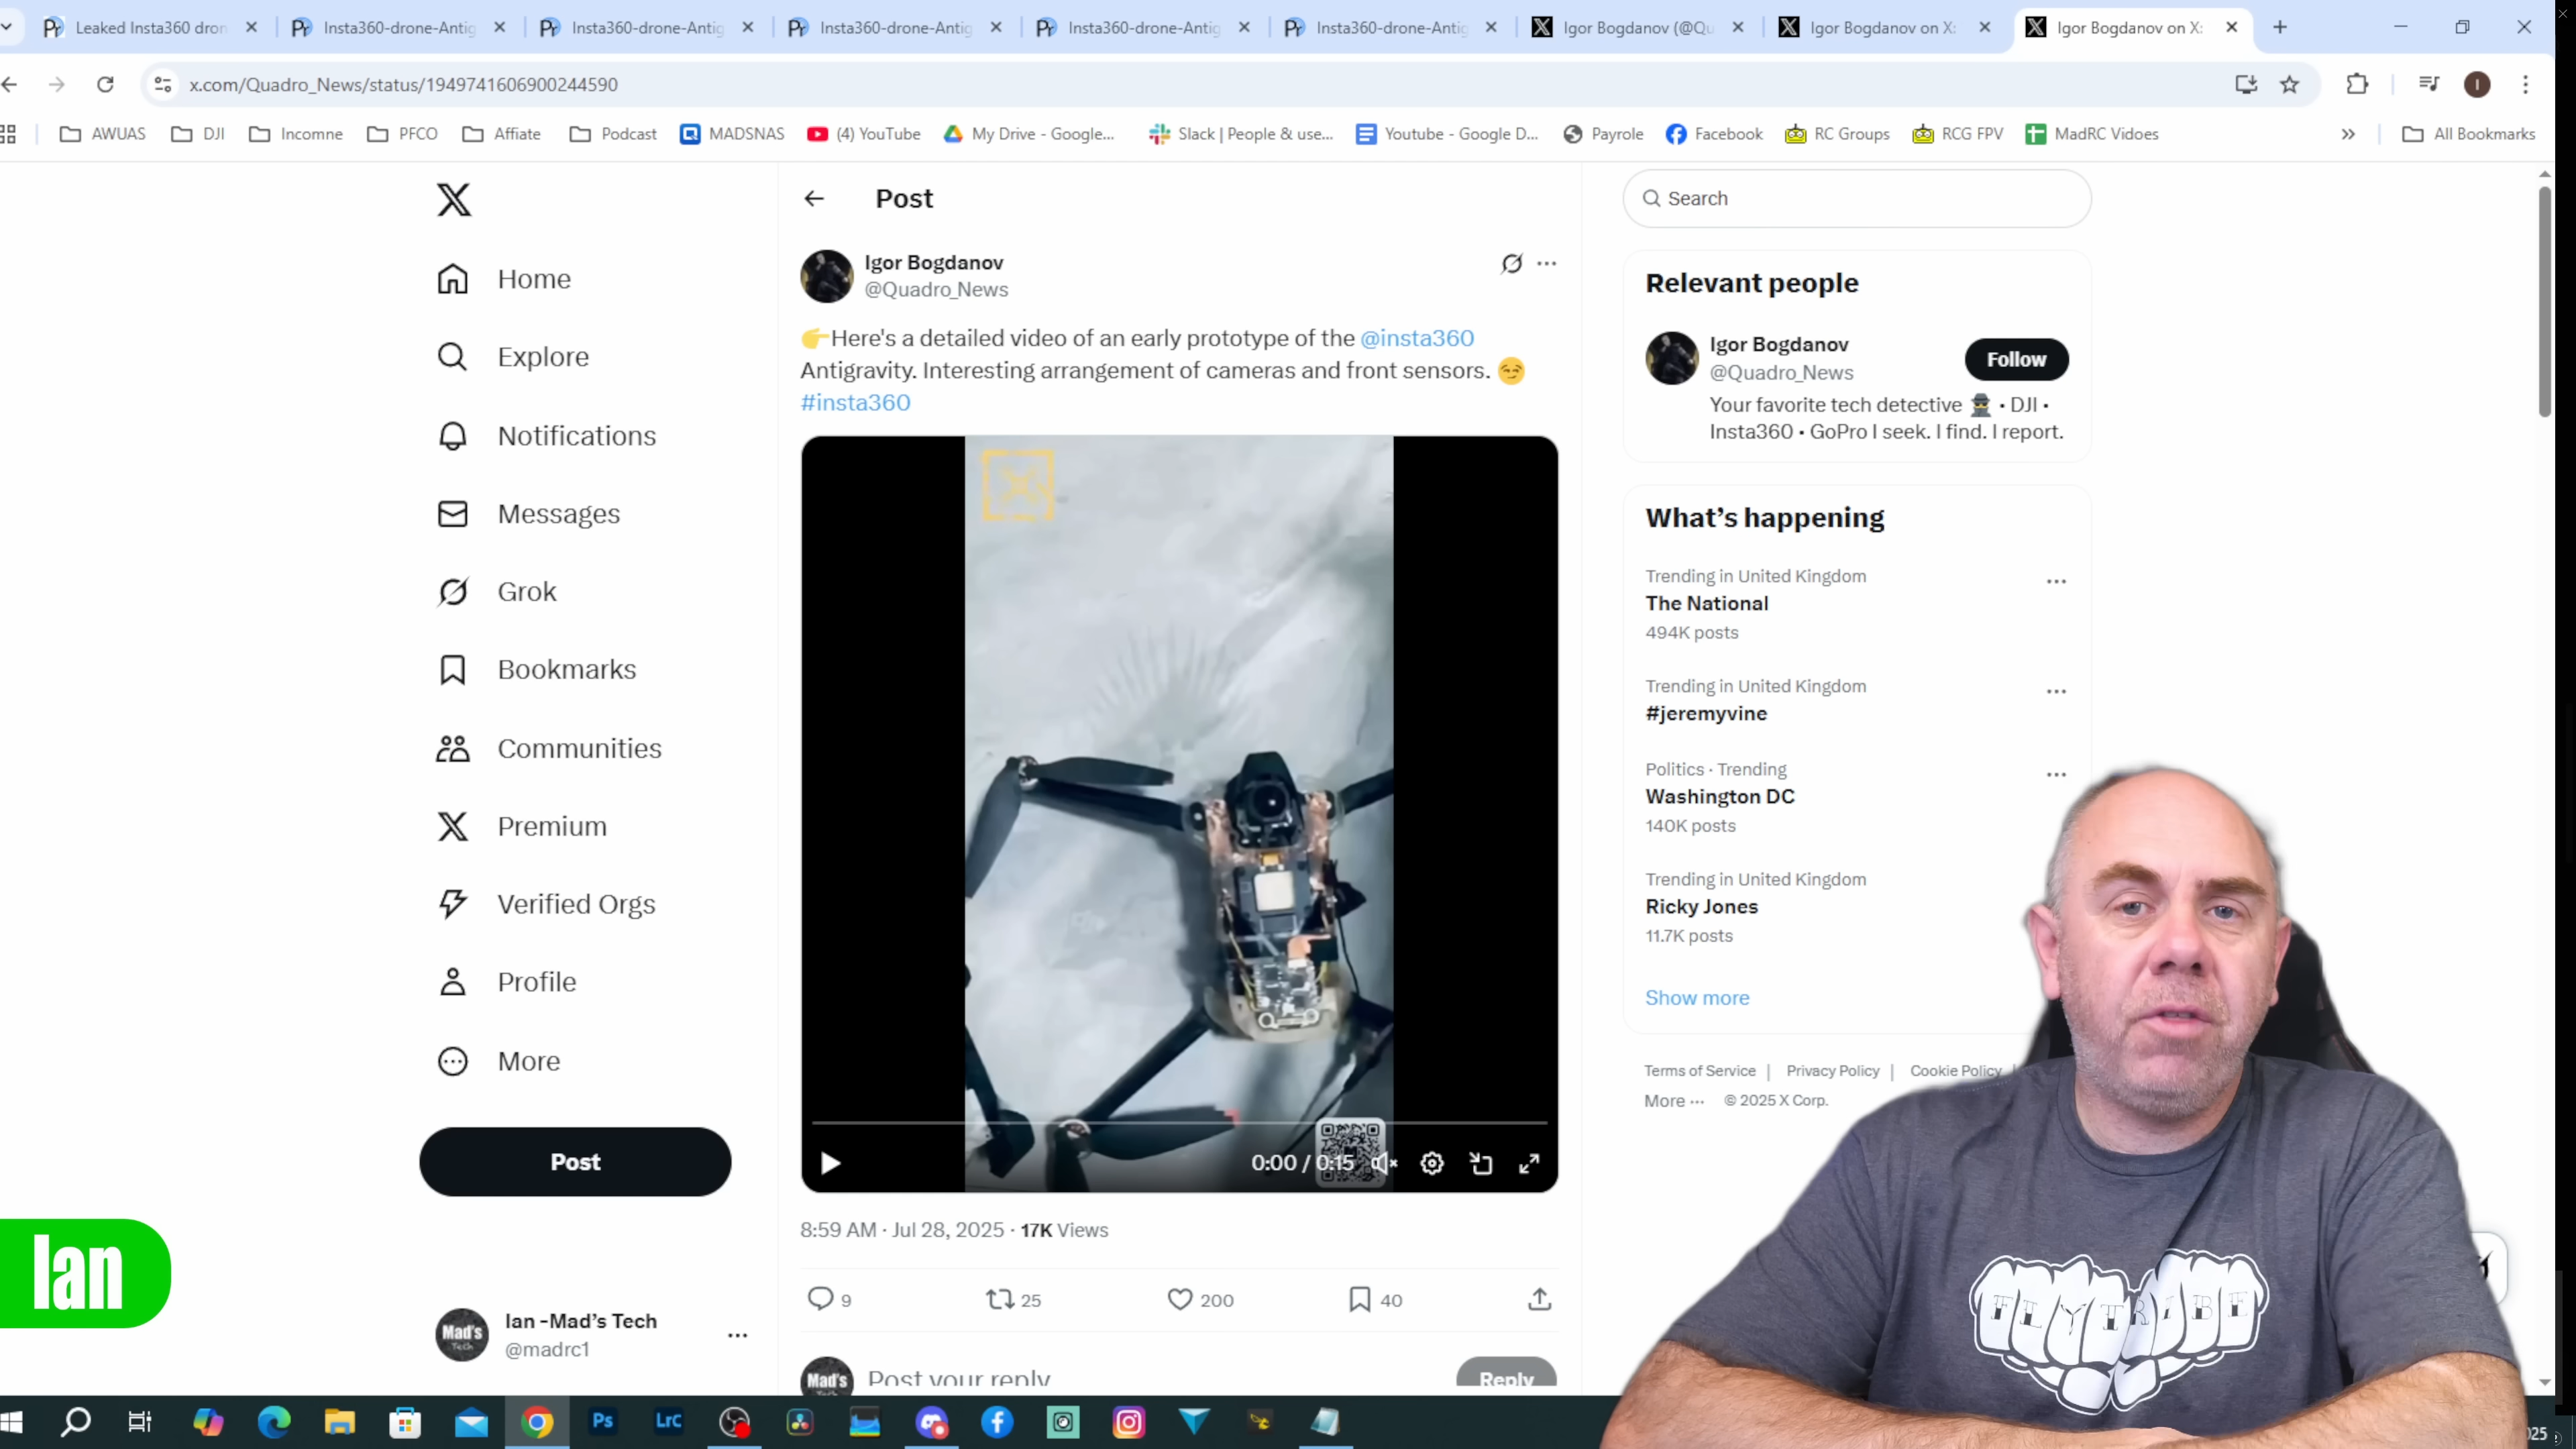 Leaked Insta360 dron
Insta360-drone-Antig
Insta360-drone-Antig
Insta360-drone-Antig
Insta360-drone-Antig
Insta360-drone-Antig
Igor Bogdanov (@Qu
Igor Bogdanov on X:
Igor Bogdanov on X:
x.com/Quadro_News/status/1949741606900244590
AWUAS
DJI
Incomne
PFCO
Affiate
Podcast
MADSNAS
(4) YouTube
My Drive - Google...
Slack | People & use...
Youtube - Google D...
Payrole
Facebook
RC Groups
RCG FPV
MadRC Vidoes
All Bookmarks
Home
Explore
Notifications
Messages
Grok
Bookmarks
Communities
Premium
Verified Orgs
Profile
More
Post
Ian
Ian -Mad's Tech
@madrc1
Mad's
Tech
Post
Igor Bogdanov
@Quadro_News
👉Here's a detailed video of an early prototype of the @insta360
Antigravity. Interesting arrangement of cameras and front sensors. 😏
#insta360
0:00 / 0:15
8:59 AM · Jul 28, 2025 · 17K Views
9
25
200
40
Mad's
Post your reply
Reply
Search
Relevant people
Igor Bogdanov
@Quadro_News
Follow
Your favorite tech detective 🕵️ • DJI •
Insta360 • GoPro I seek. I find. I report.
What's happening
Trending in United Kingdom
The National
494K posts
Trending in United Kingdom
#jeremyvine
Politics · Trending
Washington DC
140K posts
Trending in United Kingdom
Ricky Jones
11.7K posts
Show more
Terms of Service | Privacy Policy | Cookie Policy |
More ··· © 2025 X Corp.
FLYTRIBE
Ps
LrC